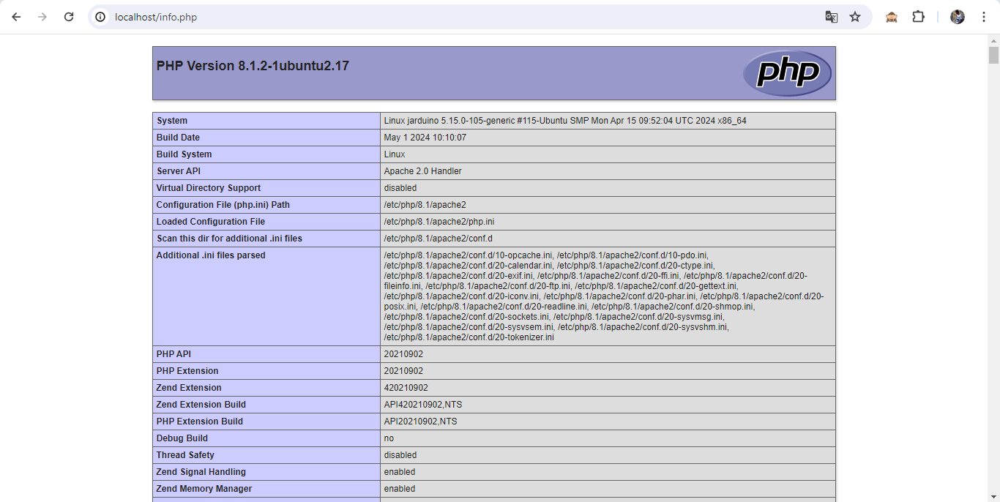 localhost/info.php
PHP Version 8.1.2-1ubuntu2.17
php
System Linux jarduino 5.15.0-105-generic #115-Ubuntu SMP Mon Apr 15 09:52:04 UTC 2024 x86_64
Build Date May 1 2024 10:10:07
Build System Linux
Server API Apache 2.0 Handler
Virtual Directory Support disabled
Configuration File (php.ini) Path /etc/php/8.1/apache2
Loaded Configuration File /etc/php/8.1/apache2/php.ini
Scan this dir for additional .ini files /etc/php/8.1/apache2/conf.d
Additional .ini files parsed /etc/php/8.1/apache2/conf.d/10-opcache.ini, /etc/php/8.1/apache2/conf.d/10-pdo.ini,
/etc/php/8.1/apache2/conf.d/20-calendar.ini, /etc/php/8.1/apache2/conf.d/20-ctype.ini,
/etc/php/8.1/apache2/conf.d/20-exif.ini, /etc/php/8.1/apache2/conf.d/20-ffi.ini, /etc/php/8.1/apache2/conf.d/20-
fileinfo.ini, /etc/php/8.1/apache2/conf.d/20-ftp.ini, /etc/php/8.1/apache2/conf.d/20-gettext.ini,
/etc/php/8.1/apache2/conf.d/20-iconv.ini, /etc/php/8.1/apache2/conf.d/20-phar.ini, /etc/php/8.1/apache2/conf.d/20-
posix.ini, /etc/php/8.1/apache2/conf.d/20-readline.ini, /etc/php/8.1/apache2/conf.d/20-shmop.ini,
/etc/php/8.1/apache2/conf.d/20-sockets.ini, /etc/php/8.1/apache2/conf.d/20-sysvmsg.ini,
/etc/php/8.1/apache2/conf.d/20-sysvsem.ini, /etc/php/8.1/apache2/conf.d/20-sysvshm.ini,
/etc/php/8.1/apache2/conf.d/20-tokenizer.ini
PHP API 20210902
PHP Extension 20210902
Zend Extension 420210902
Zend Extension Build API420210902,NTS
PHP Extension Build API20210902,NTS
Debug Build no
Thread Safety disabled
Zend Signal Handling enabled
Zend Memory Manager enabled